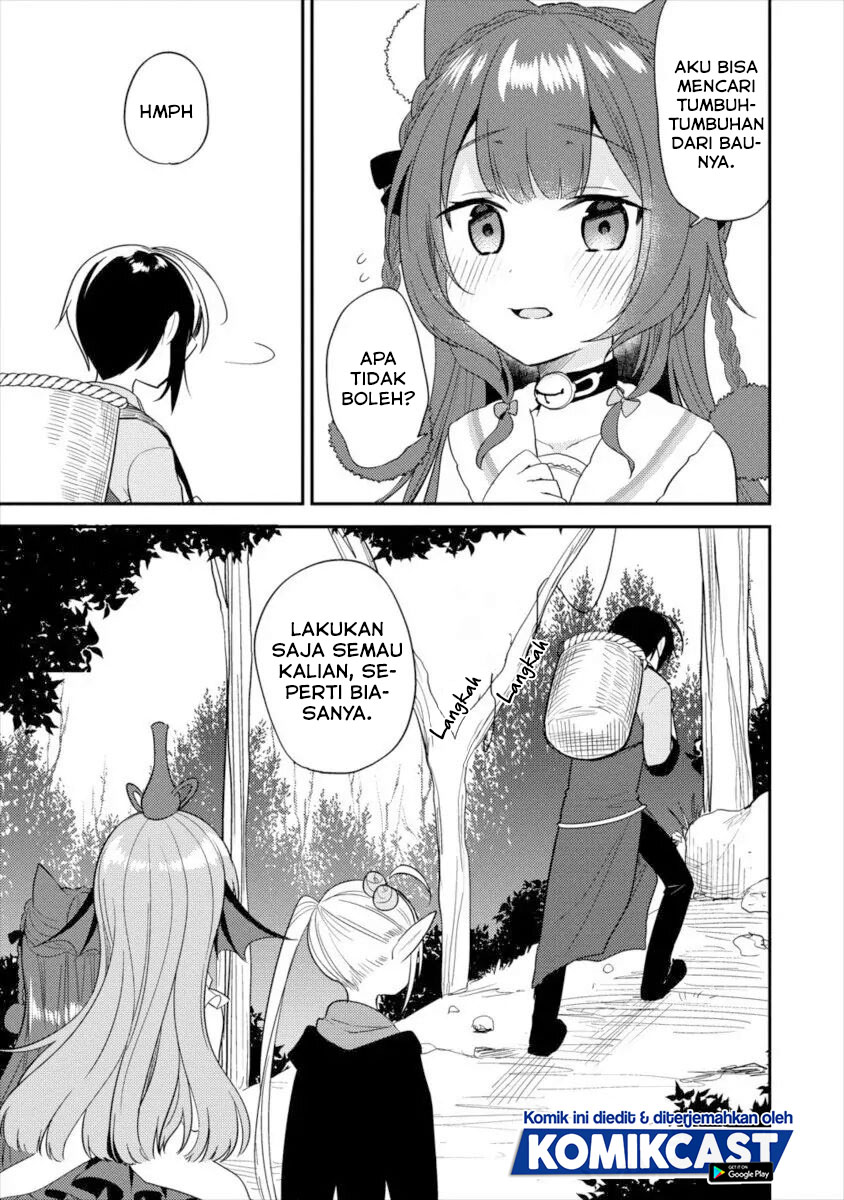 AKU BISA
MENCARI
TUMBUH-
TUMBUHAN
DARI BAU-
NYA.
APA
TIDAK
BOLEH?
HMPH
LAKUKAN
SAJA SEMAU
KALIAN, SE-
PERTI BIA-
SANYA.
Langkah
Langkah
Komik ini diedit & diterjemahkan oleh
KOMIKCAST
GET IT ON
Google Play